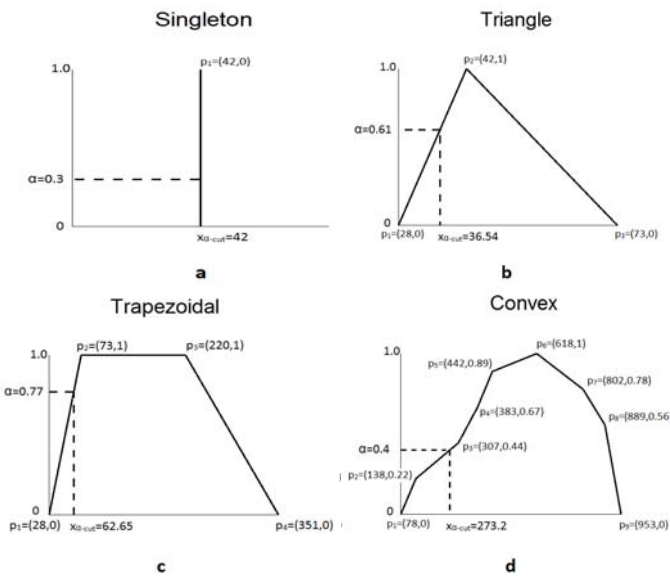 Singleton
p₁=(42,0)
1.0
α=0.3
0
xα-cut=42
a
Triangle
p₂=(42,1)
1.0
α=0.61
0
p₁=(28,0)
xα-cut=36.54
p₃=(73,0)
b
Trapezoidal
p₂=(73,1)
p₃=(220,1)
1.0
α=0.77
0
p₁=(28,0)
xα-cut=62.65
p₄=(351,0)
c
Convex
p₆=(618,1)
1.0
p₅=(442,0.89)
p₇=(802,0.78)
p₄=(383,0.67)
p₈=(889,0.56
α=0.4
p₃=(307,0.44)
p₂=(138,0.22)
0
p₁=(78,0)
xα-cut=273.2
p₉=(953,0)
d